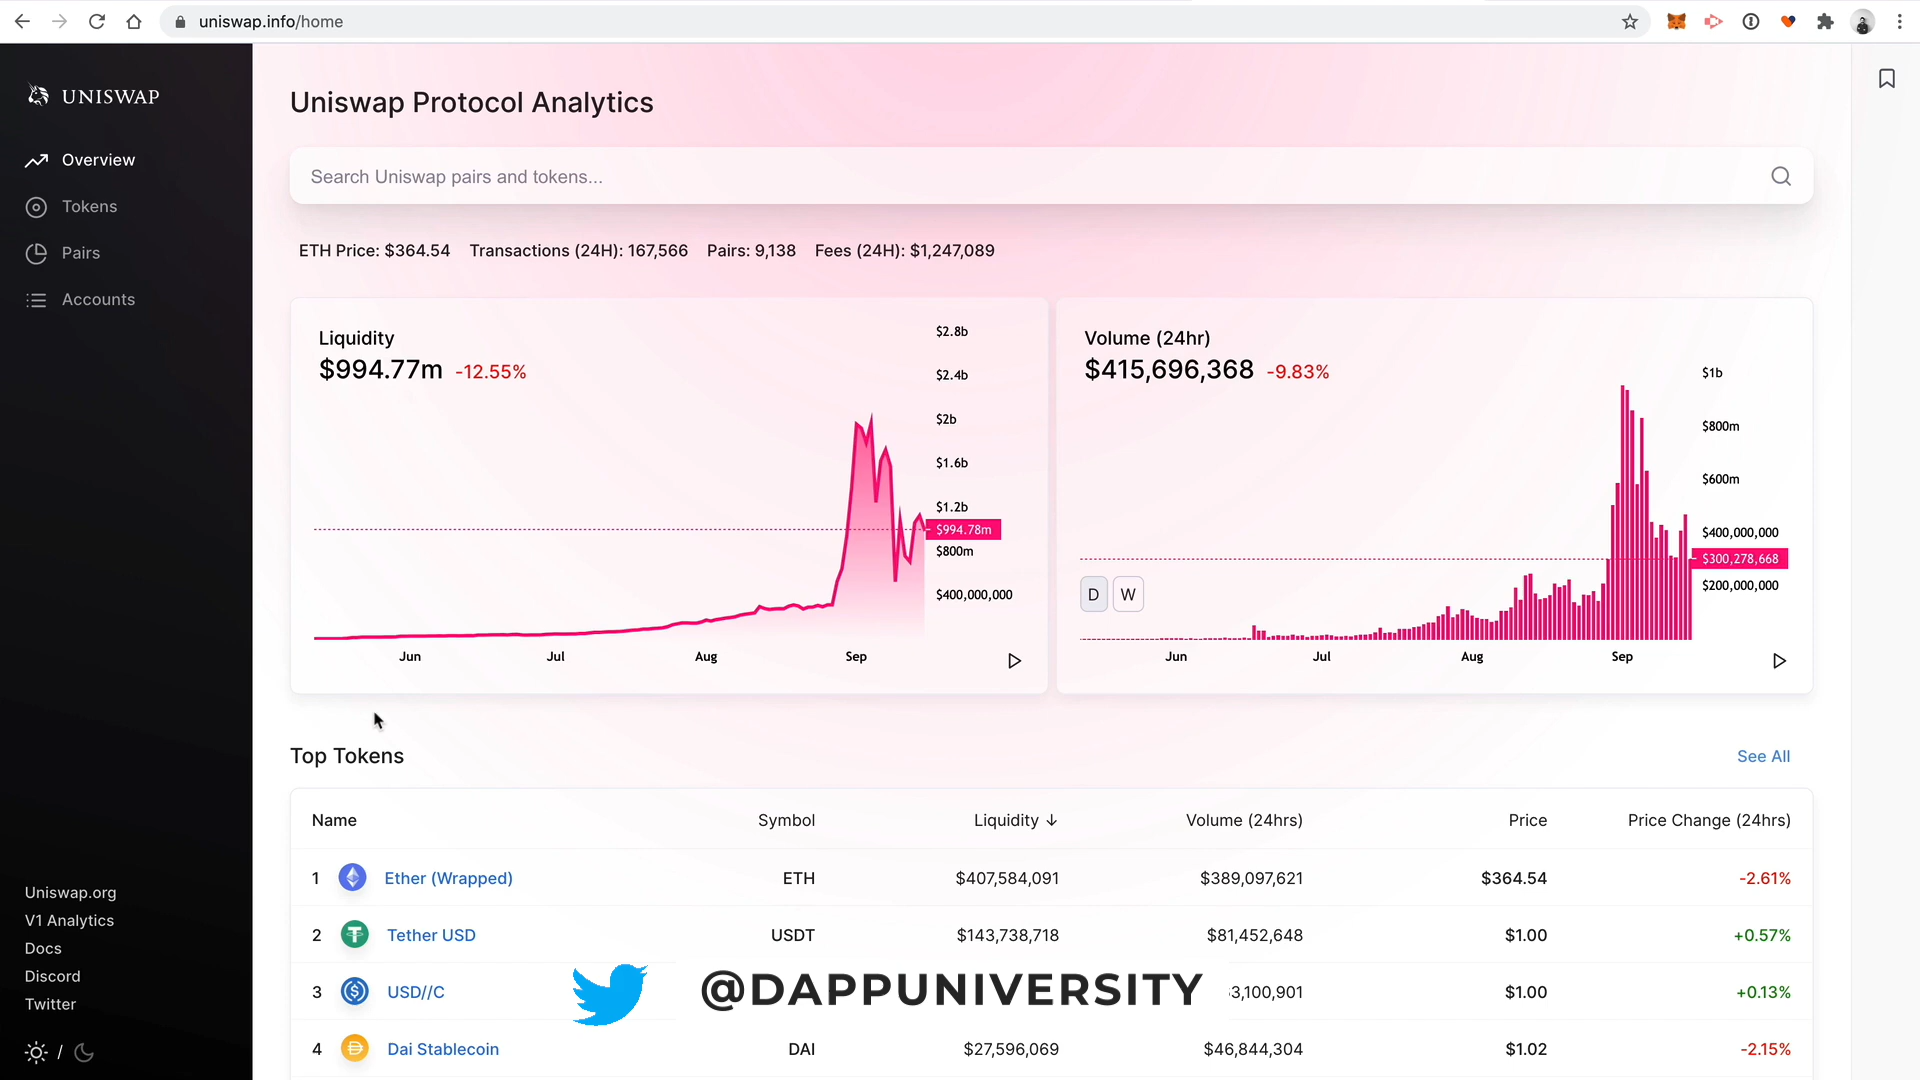 uniswap.info/home
UNISWAP
Overview
Tokens
Pairs
Accounts
Uniswap.org
V1 Analytics
Docs
Discord
Twitter
/
Uniswap Protocol Analytics
Search Uniswap pairs and tokens...
ETH Price: $364.54 Transactions (24H): 167,566 Pairs: 9,138 Fees (24H): $1,247,089
Liquidity
$994.77m -12.55%
$2.8b
$2.4b
$2b
$1.6b
$1.2b
$994.78m
$800m
$400,000,000
Jun Jul Aug Sep
Volume (24hr)
$415,696,368 -9.83%
$1b
$800m
$600m
$400,000,000
$300,278,668
$200,000,000
D W
Jun Jul Aug Sep
Top Tokens See All
Name Symbol Liquidity ↓ Volume (24hrs) Price Price Change (24hrs)
1 Ether (Wrapped) ETH $407,584,091 $389,097,621 $364.54 -2.61%
2 Tether USD USDT $143,738,718 $81,452,648 $1.00 +0.57%
3 USD//C 3,100,901 $1.00 +0.13%
@DAPPUNIVERSITY
4 Dai Stablecoin DAI $27,596,069 $46,844,304 $1.02 -2.15%